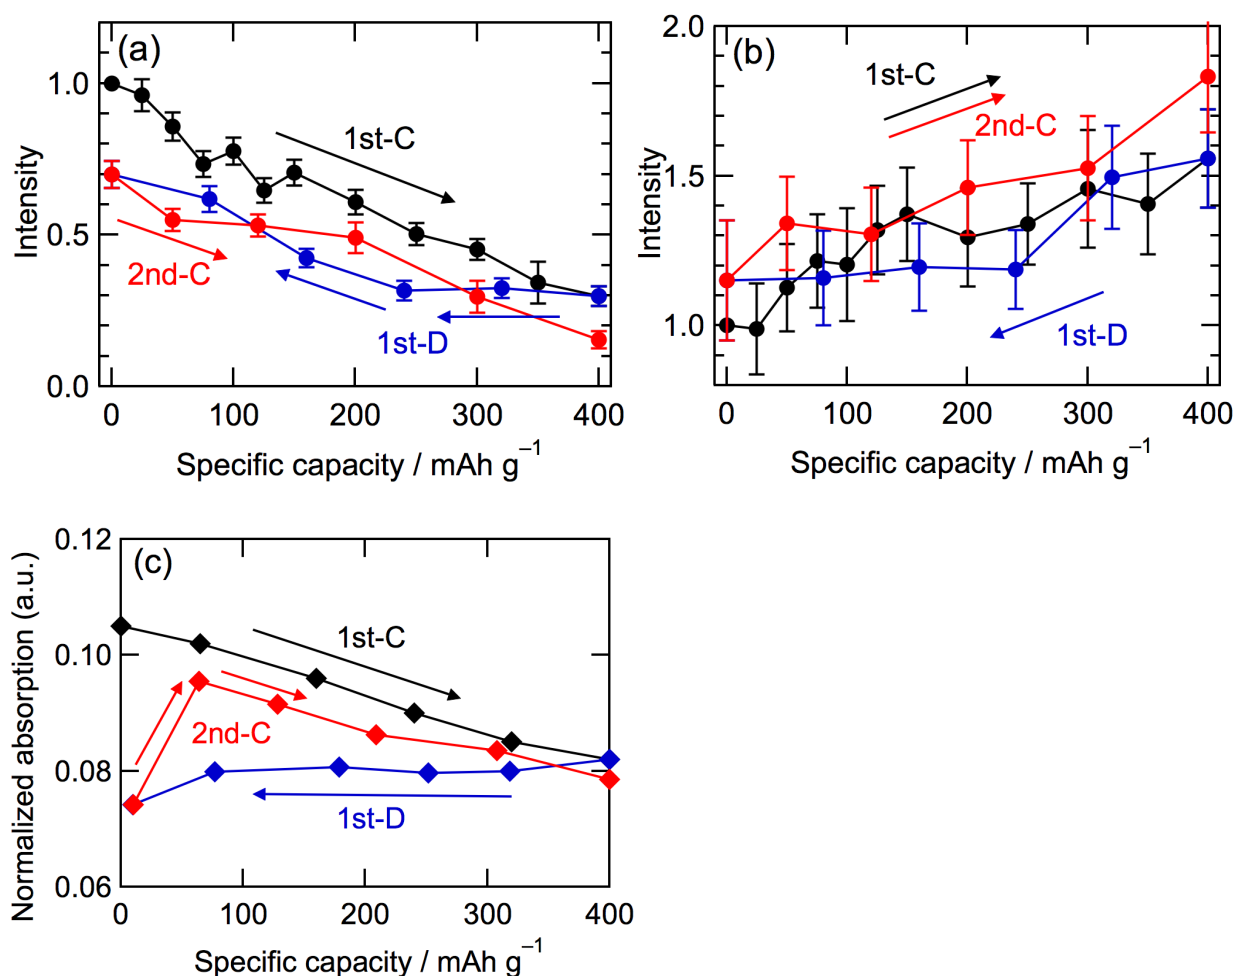 (a)
1.0
0.5
0.0
Intensity
1st-C
2nd-C
1st-D
0 100 200 300 400
Specific capacity / mAh g⁻¹
(b)
2.0
1.5
1.0
Intensity
1st-C
2nd-C
1st-D
0 100 200 300 400
Specific capacity / mAh g⁻¹
(c)
0.12
0.10
0.08
0.06
Normalized absorption (a.u.)
1st-C
2nd-C
1st-D
0 100 200 300 400
Specific capacity / mAh g⁻¹